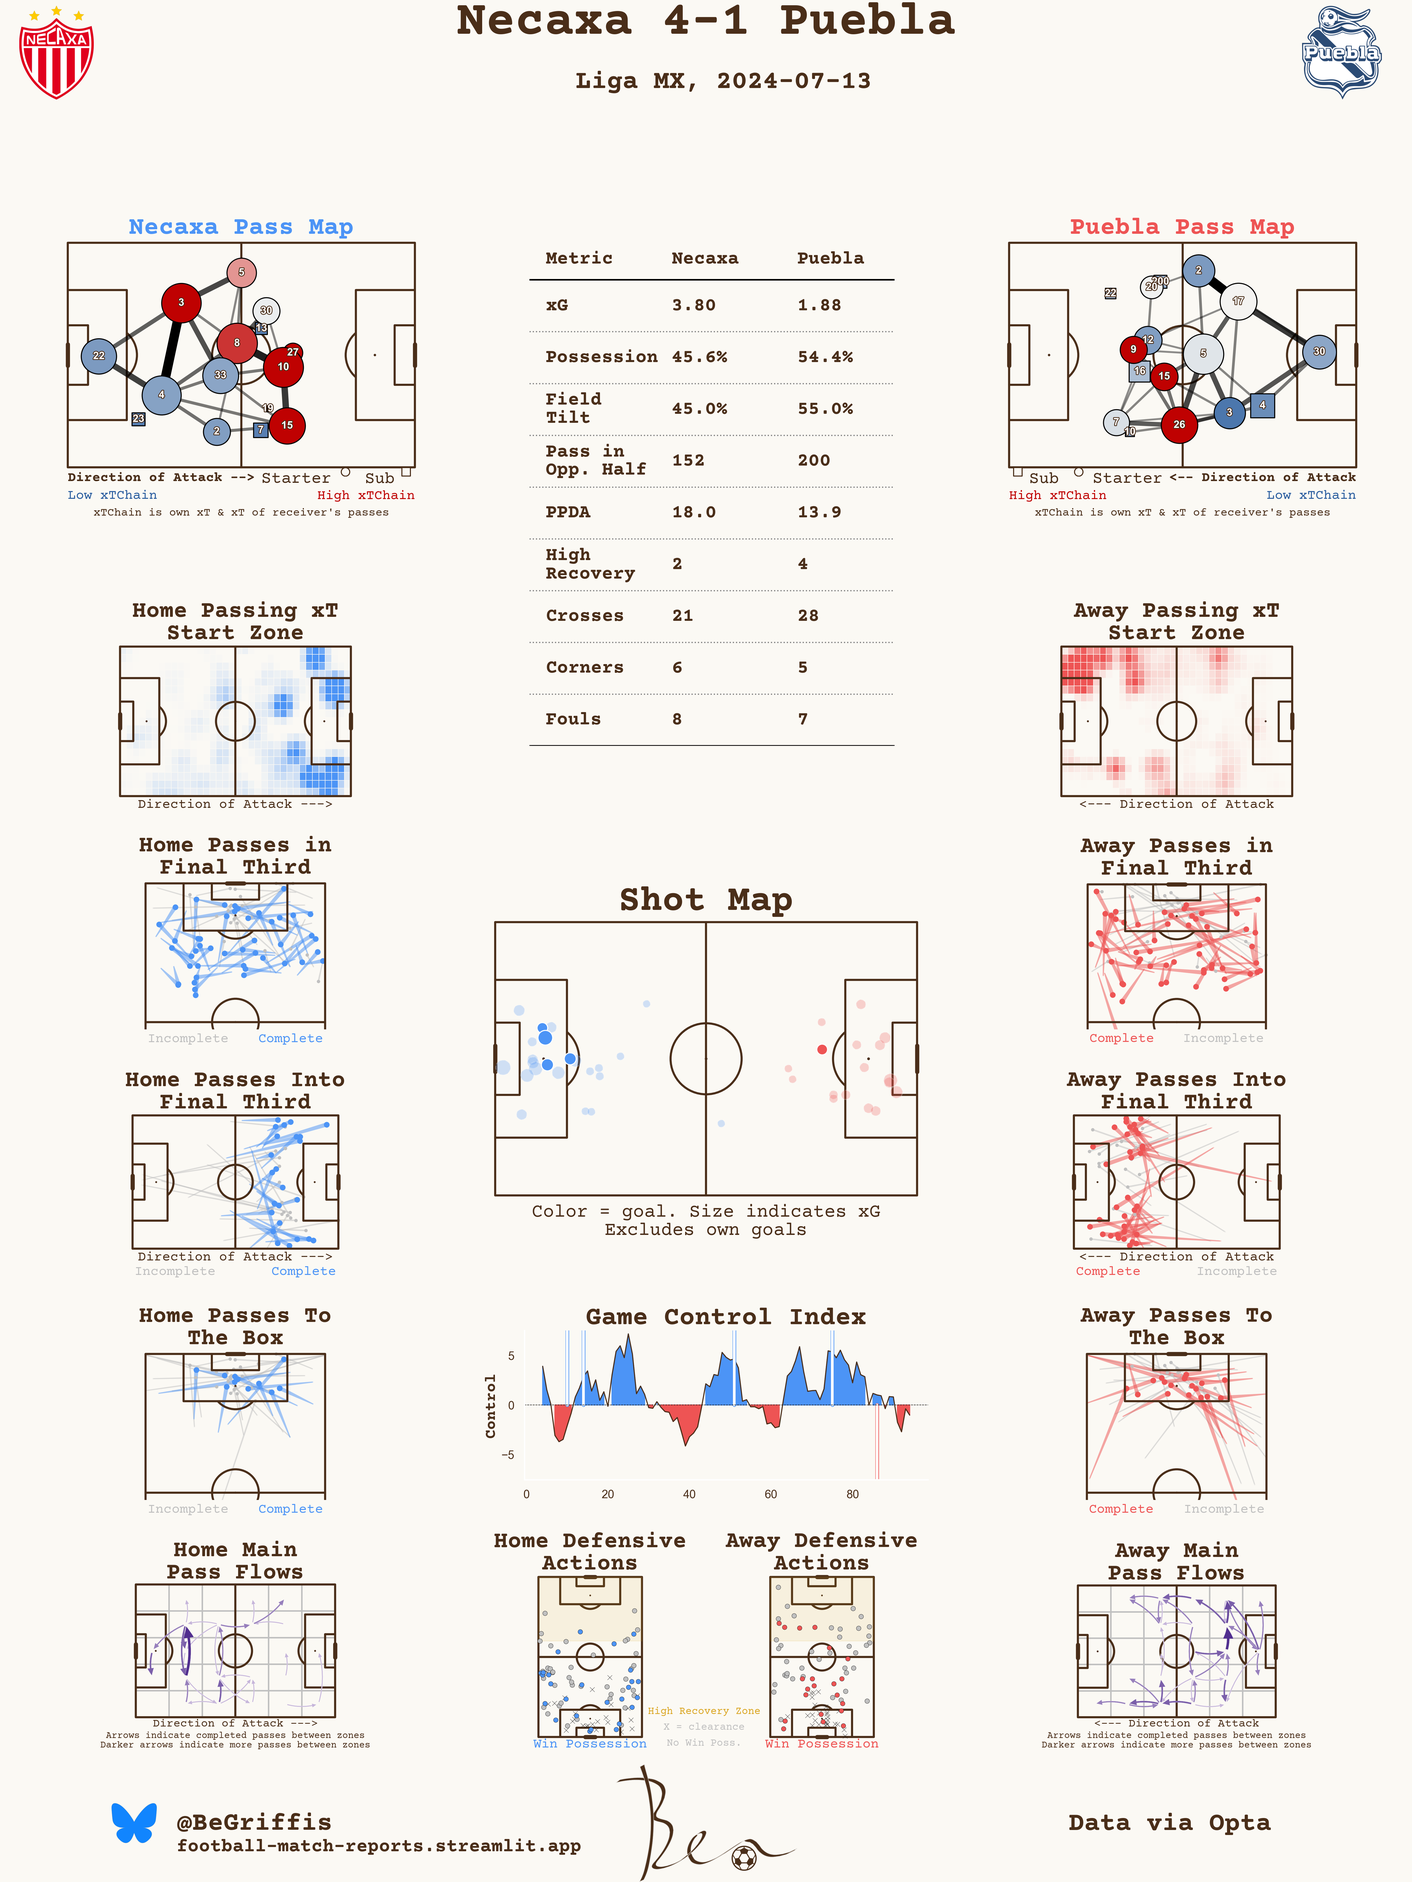 Necaxa 4-1 Puebla
Liga MX, 2024-07-13
NECAXA
Puebla
Necaxa Pass Map
5
3
30
13
8
27
22
10
33
4
19
23
2
7
15
Direction of Attack --> Starter Sub
Low xTChain High xTChain
xTChain is own xT & xT of receiver's passes
Metric Necaxa Puebla
xG 3.80 1.88
Possession 45.6% 54.4%
Field
Tilt 45.0% 55.0%
Pass in
Opp. Half 152 200
PPDA 18.0 13.9
High
Recovery 2 4
Crosses 21 28
Corners 6 5
Fouls 8 7
Puebla Pass Map
2
20
22
17
12
9
5
30
16
15
4
3
7
10
26
Sub Starter <-- Direction of Attack
High xTChain Low xTChain
xTChain is own xT & xT of receiver's passes
Home Passing xT
Start Zone
Direction of Attack --->
Away Passing xT
Start Zone
<--- Direction of Attack
Home Passes in
Final Third
Incomplete Complete
Away Passes in
Final Third
Complete Incomplete
Shot Map
Color = goal. Size indicates xG
Excludes own goals
Home Passes Into
Final Third
Direction of Attack --->
Incomplete Complete
Away Passes Into
Final Third
<--- Direction of Attack
Complete Incomplete
Home Passes To
The Box
Incomplete Complete
Game Control Index
Control
5
0
−5
0 20 40 60 80
Away Passes To
The Box
Complete Incomplete
Home Main
Pass Flows
Direction of Attack --->
Arrows indicate completed passes between zones
Darker arrows indicate more passes between zones
Home Defensive
Actions
Win Possession
Away Defensive
Actions
Win Possession
High Recovery Zone
X = clearance
No Win Poss.
Away Main
Pass Flows
<--- Direction of Attack
Arrows indicate completed passes between zones
Darker arrows indicate more passes between zones
@BeGriffis
football-match-reports.streamlit.app
Ben
Data via Opta